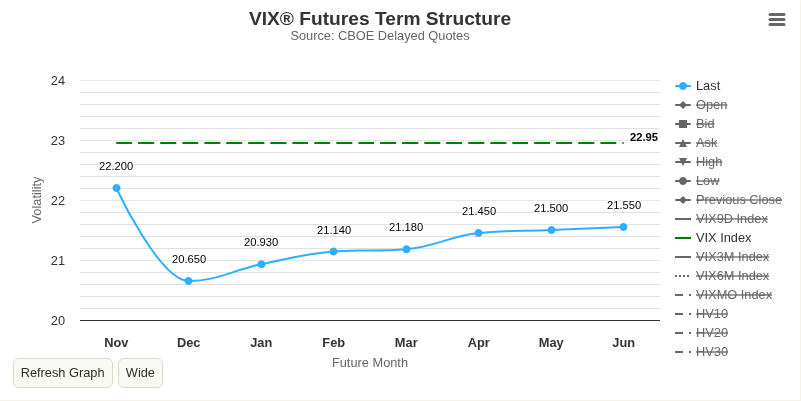 VIX® Futures Term Structure
Source: CBOE Delayed Quotes
24
23
22
21
20
Volatility
22.95
22.200
20.650
20.930
21.140
21.180
21.450
21.500
21.550
Nov
Dec
Jan
Feb
Mar
Apr
May
Jun
Future Month
Last
Open
Bid
Ask
High
Low
Previous Close
VIX9D Index
VIX Index
VIX3M Index
VIX6M Index
VIXMO Index
HV10
HV20
HV30
Refresh Graph
Wide